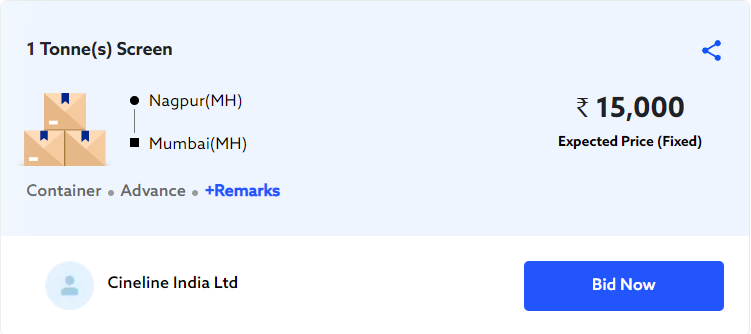 1 Tonne(s) Screen
Nagpur(MH)
Mumbai(MH)
₹ 15,000
Expected Price (Fixed)
Container • Advance • +Remarks
Cineline India Ltd
Bid Now